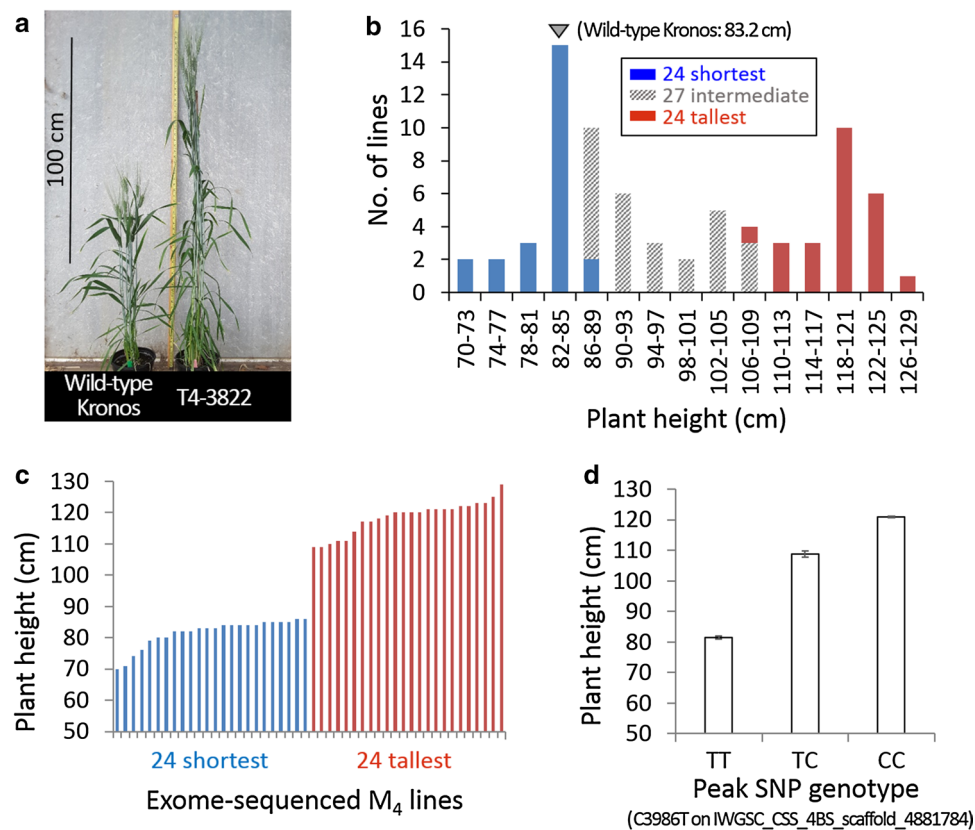 a
100 cm
Wild-type
Kronos
T4-3822
b
(Wild-type Kronos: 83.2 cm)
24 shortest
27 intermediate
24 tallest
No. of lines
16
14
12
10
8
6
4
2
0
70-73
74-77
78-81
82-85
86-89
90-93
94-97
98-101
102-105
106-109
110-113
114-117
118-121
122-125
126-129
Plant height (cm)
c
Plant height (cm)
130
120
110
100
90
80
70
60
50
24 shortest
24 tallest
Exome-sequenced M₄ lines
d
Plant height (cm)
130
120
110
100
90
80
70
60
50
TT
TC
CC
Peak SNP genotype
(C3986T on IWGSC_CSS_4BS_scaffold_4881784)